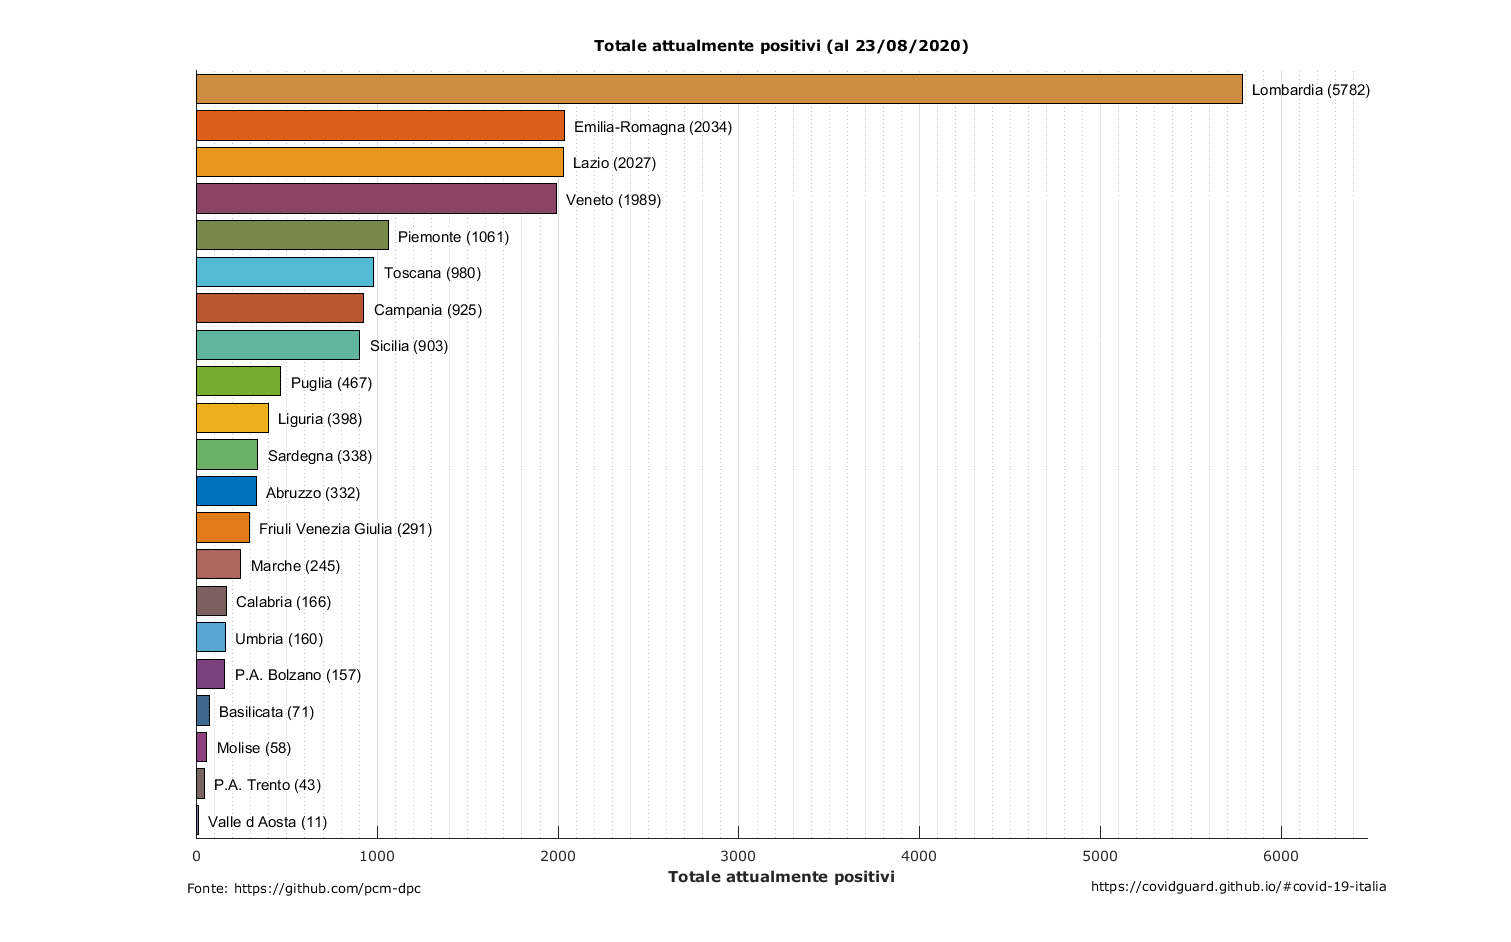 Totale attualmente positivi (al 23/08/2020)
Lombardia (5782)
Emilia-Romagna (2034)
Lazio (2027)
Veneto (1989)
Piemonte (1061)
Toscana (980)
Campania (925)
Sicilia (903)
Puglia (467)
Liguria (398)
Sardegna (338)
Abruzzo (332)
Friuli Venezia Giulia (291)
Marche (245)
Calabria (166)
Umbria (160)
P.A. Bolzano (157)
Basilicata (71)
Molise (58)
P.A. Trento (43)
Valle d Aosta (11)
0 1000 2000 3000 4000 5000 6000
Totale attualmente positivi
Fonte: https://github.com/pcm-dpc
https://covidguard.github.io/#covid-19-italia